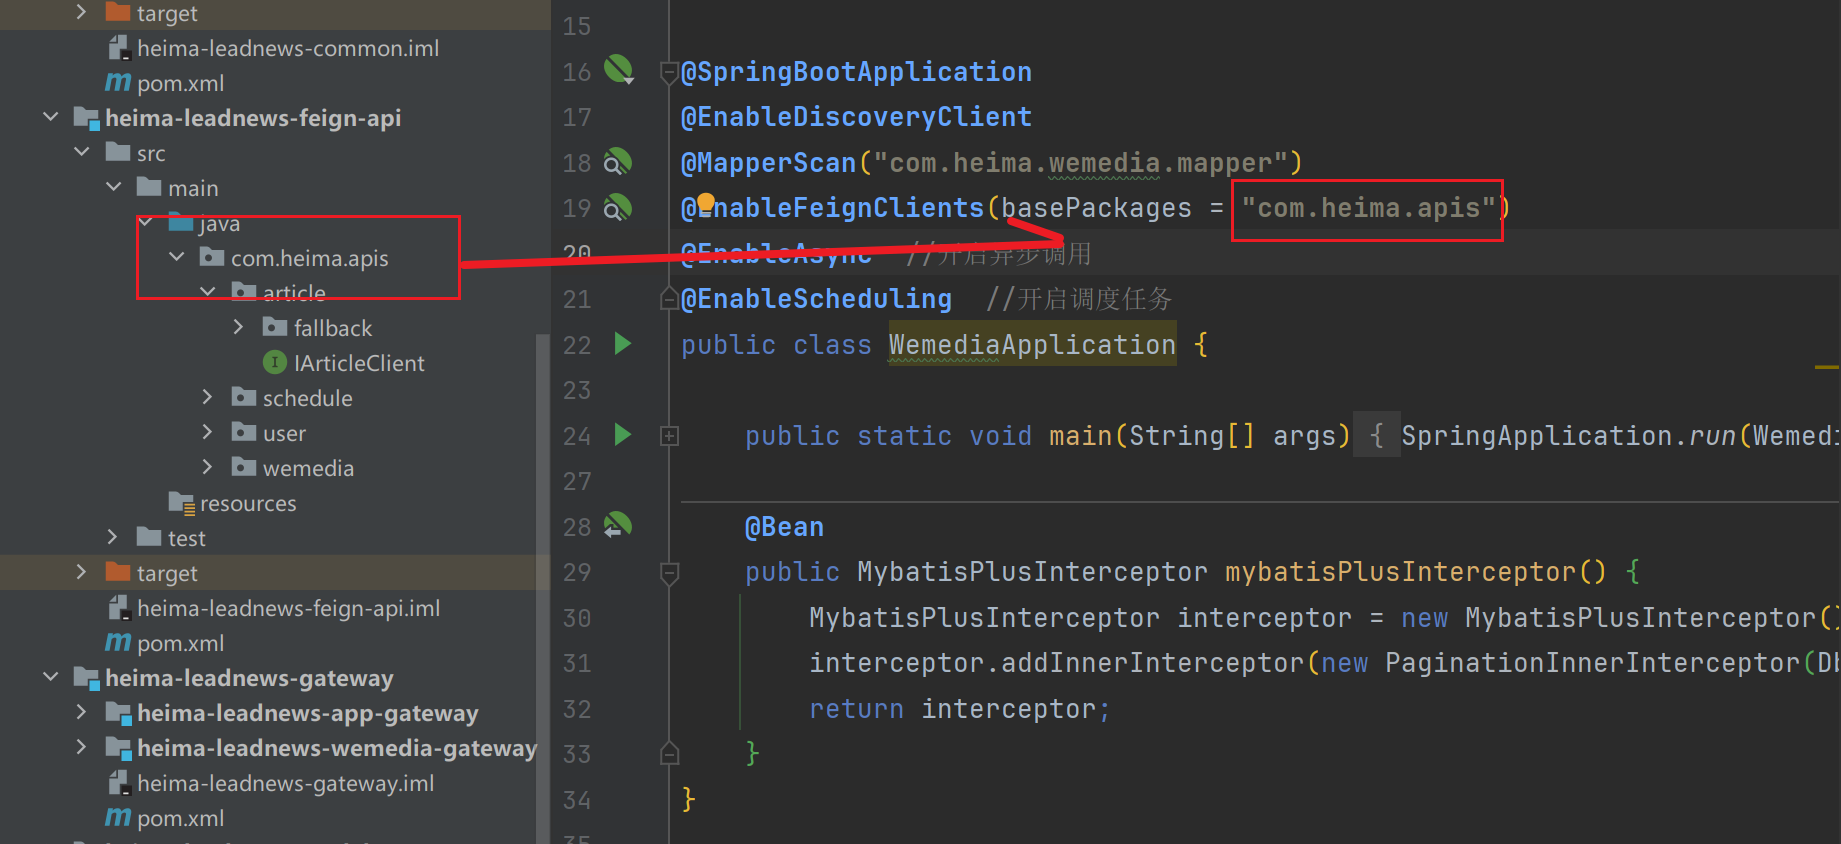 target
heima-leadnews-common.iml
pom.xml
heima-leadnews-feign-api
src
main
java
com.heima.apis
article
fallback
IArticleClient
schedule
user
wemedia
resources
test
target
heima-leadnews-feign-api.iml
pom.xml
heima-leadnews-gateway
heima-leadnews-app-gateway
heima-leadnews-wemedia-gateway
heima-leadnews-gateway.iml
pom.xml
15
16 @SpringBootApplication
17 @EnableDiscoveryClient
18 @MapperScan("com.heima.wemedia.mapper")
19 @EnableFeignClients(basePackages = "com.heima.apis")
20 @EnableAsync //开启异步调用
21 @EnableScheduling //开启调度任务
22 public class WemediaApplication {
23
24 public static void main(String[] args) { SpringApplication.run(Wemedi
27
28 @Bean
29 public MybatisPlusInterceptor mybatisPlusInterceptor() {
30 MybatisPlusInterceptor interceptor = new MybatisPlusInterceptor()
31 interceptor.addInnerInterceptor(new PaginationInnerInterceptor(Db
32 return interceptor;
33 }
34 }
35